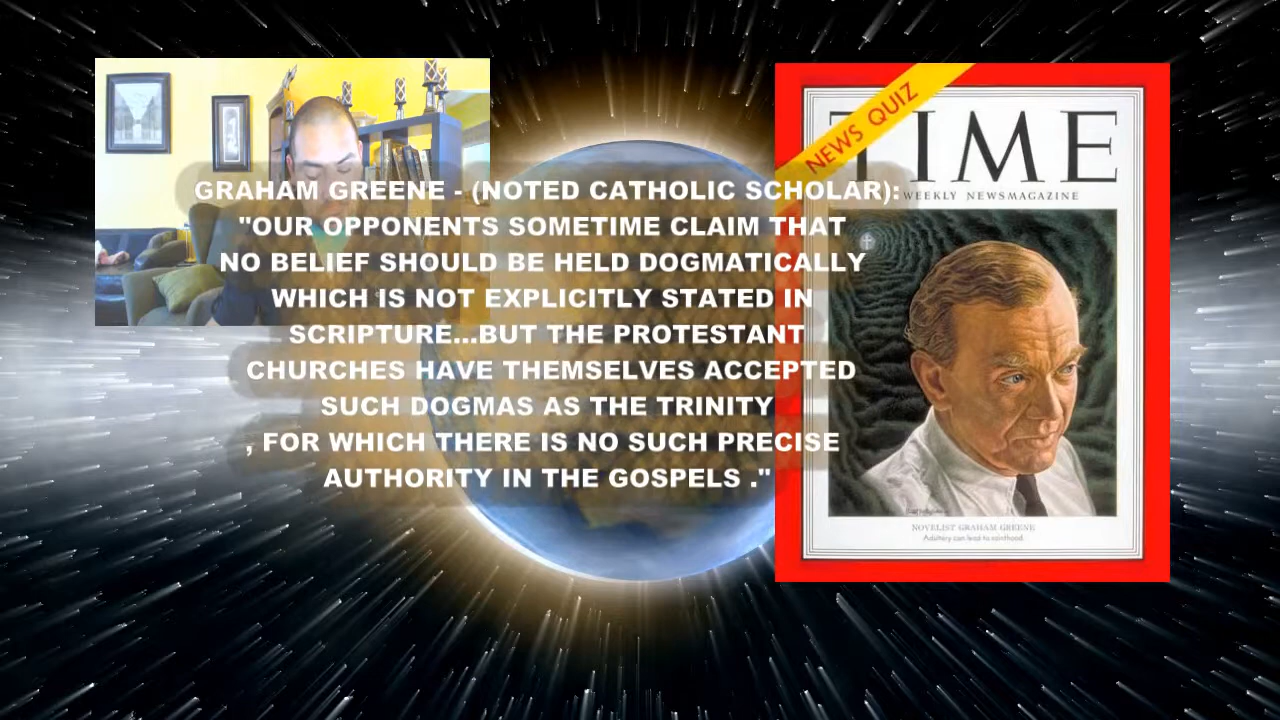 GRAHAM GREENE - (NOTED CATHOLIC SCHOLAR):
"OUR OPPONENTS SOMETIME CLAIM THAT
NO BELIEF SHOULD BE HELD DOGMATICALLY
WHICH IS NOT EXPLICITLY STATED IN
SCRIPTURE...BUT THE PROTESTANT
CHURCHES HAVE THEMSELVES ACCEPTED
SUCH DOGMAS AS THE TRINITY
, FOR WHICH THERE IS NO SUCH PRECISE
AUTHORITY IN THE GOSPELS ."
NEWS QUIZ
TIME
WEEKLY NEWSMAGAZINE
NOVELIST GRAHAM GREENE
Adultery can lead to sainthood.